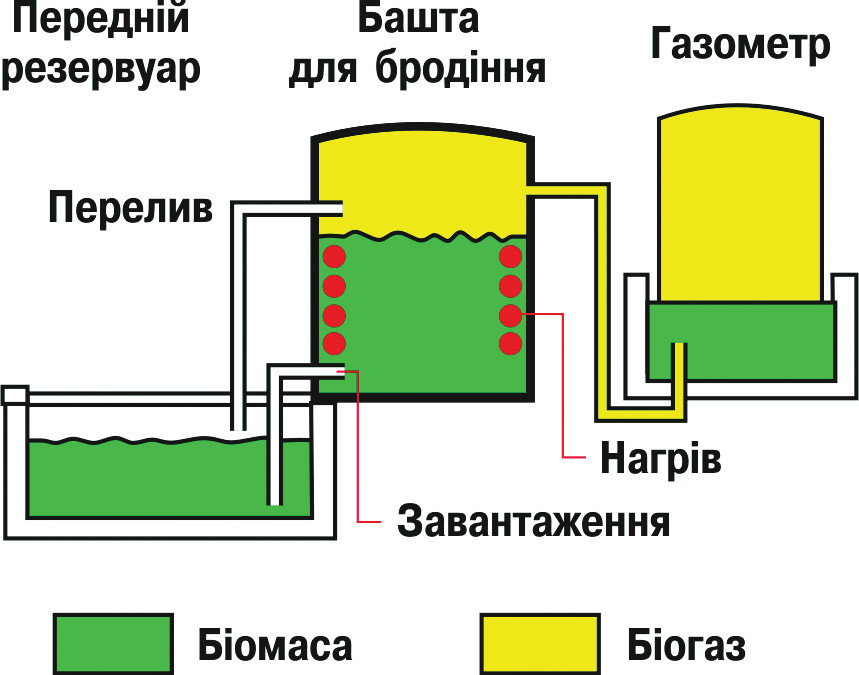 Передній
резервуар
Башта
для бродіння
Газометр
Перелив
Нагрів
Завантаження
Біомаса
Біогаз